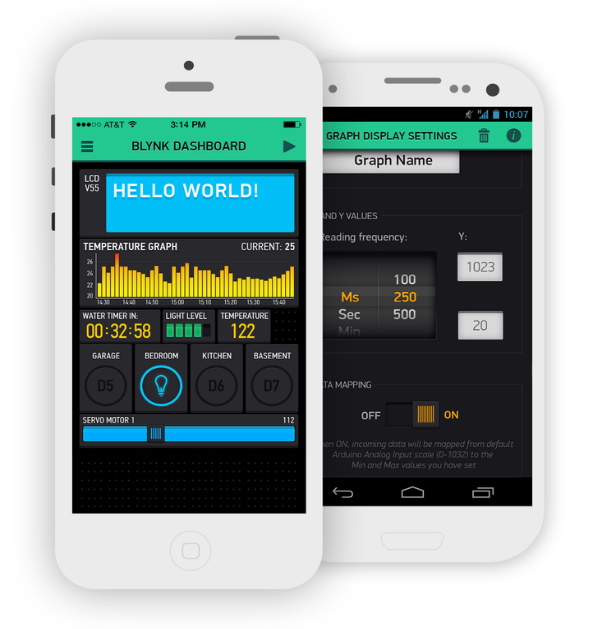 AT&T 3:14 PM
BLYNK DASHBOARD
LCD
V55
HELLO WORLD!
TEMPERATURE GRAPH CURRENT: 25
26
24
22
20
14:30 14:40 14:50 15:00 15:10 15:20 15:30 15:40
WATER TIMER IN: LIGHT LEVEL TEMPERATURE
00:32:58 122
GARAGE BEDROOM KITCHEN BASEMENT
D5 D6 D7
SERVO MOTOR 1 112
H 10:07
GRAPH DISPLAY SETTINGS
Graph Name
AND Y VALUES
Reading frequency: Y:
1023
100
Ms 250
Sec 500
Min
20
ATA MAPPING
OFF ON
en ON, incoming data will be mapped from default
Arduino Analog Input scale (0-1032) to the
Min and Max values you have set